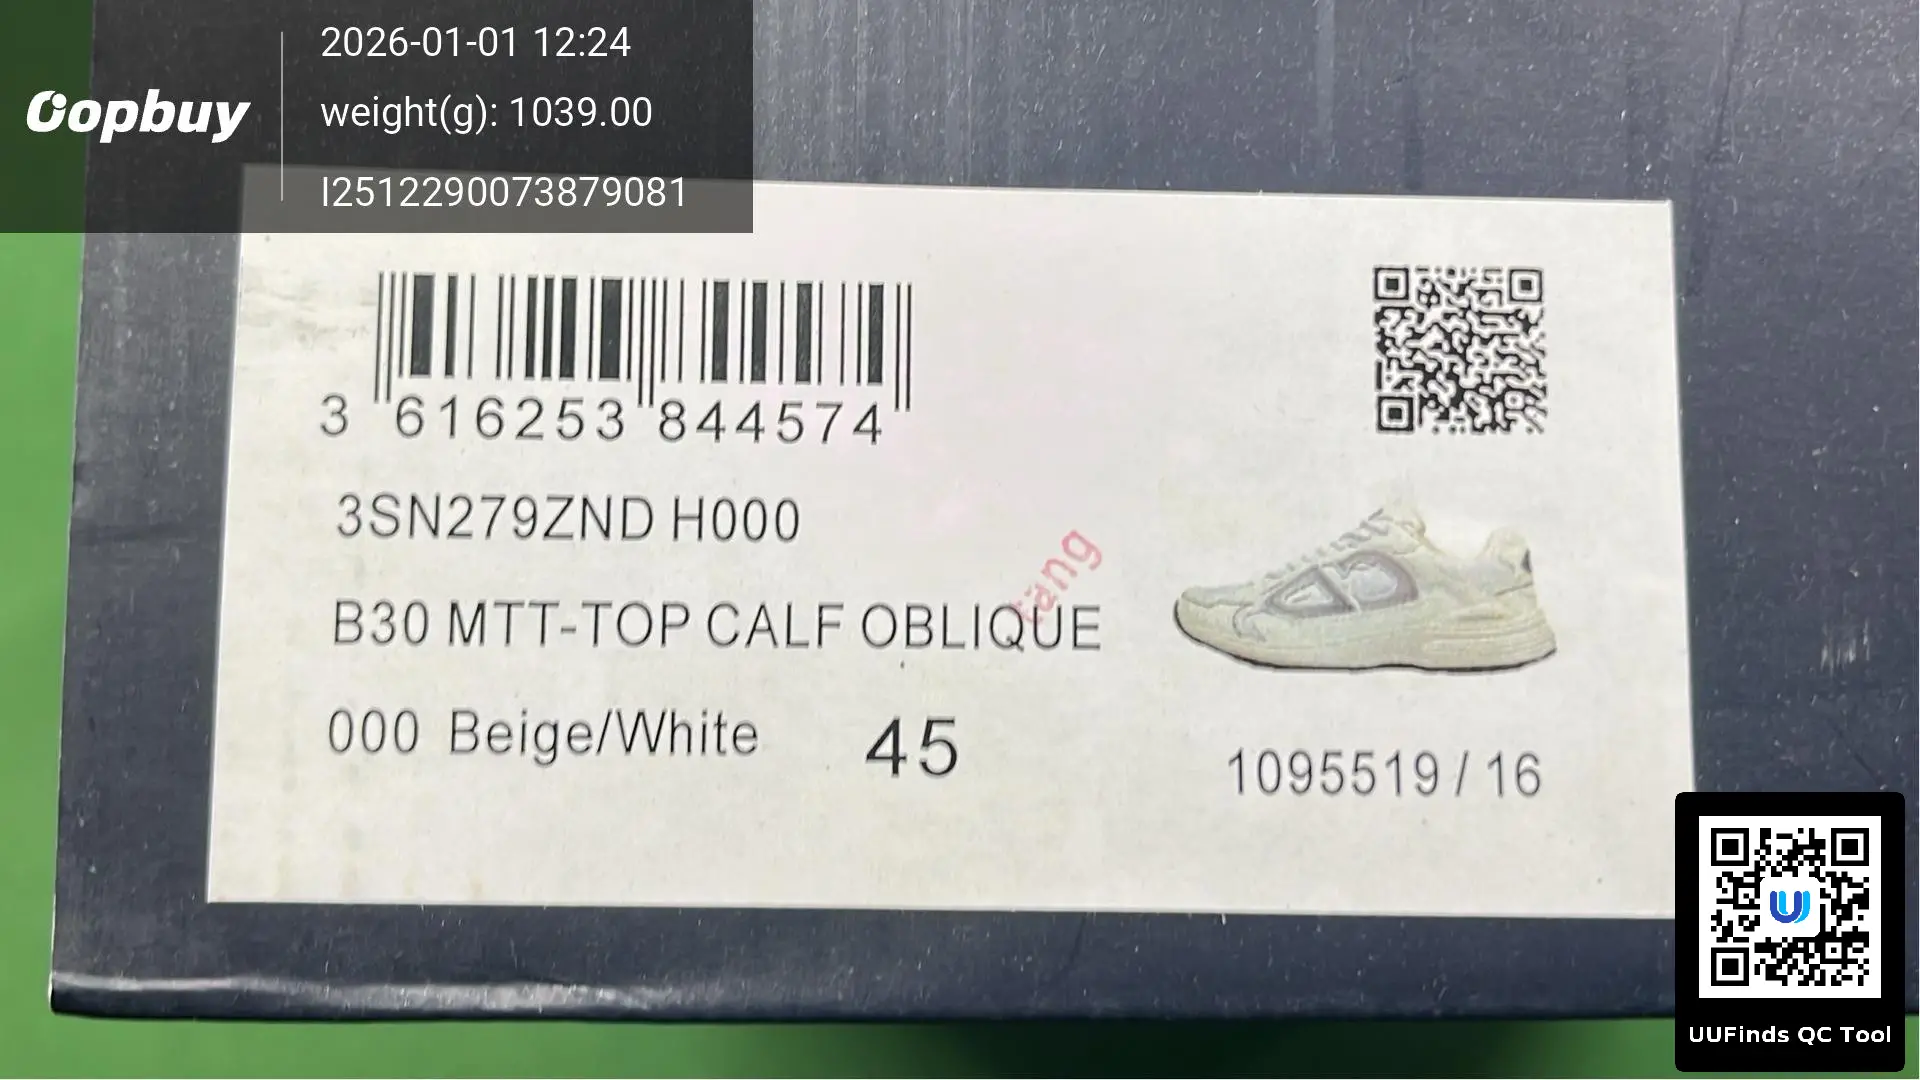 Oopbuy
2026-01-01 12:24
weight(g): 1039.00
I2512290073879081
3 616253 844574
3SN279ZND H000
tang
B30 MTT-TOP CALF OBLIQUE
000 Beige/White 45
1095519 / 16
UUFinds QC Tool